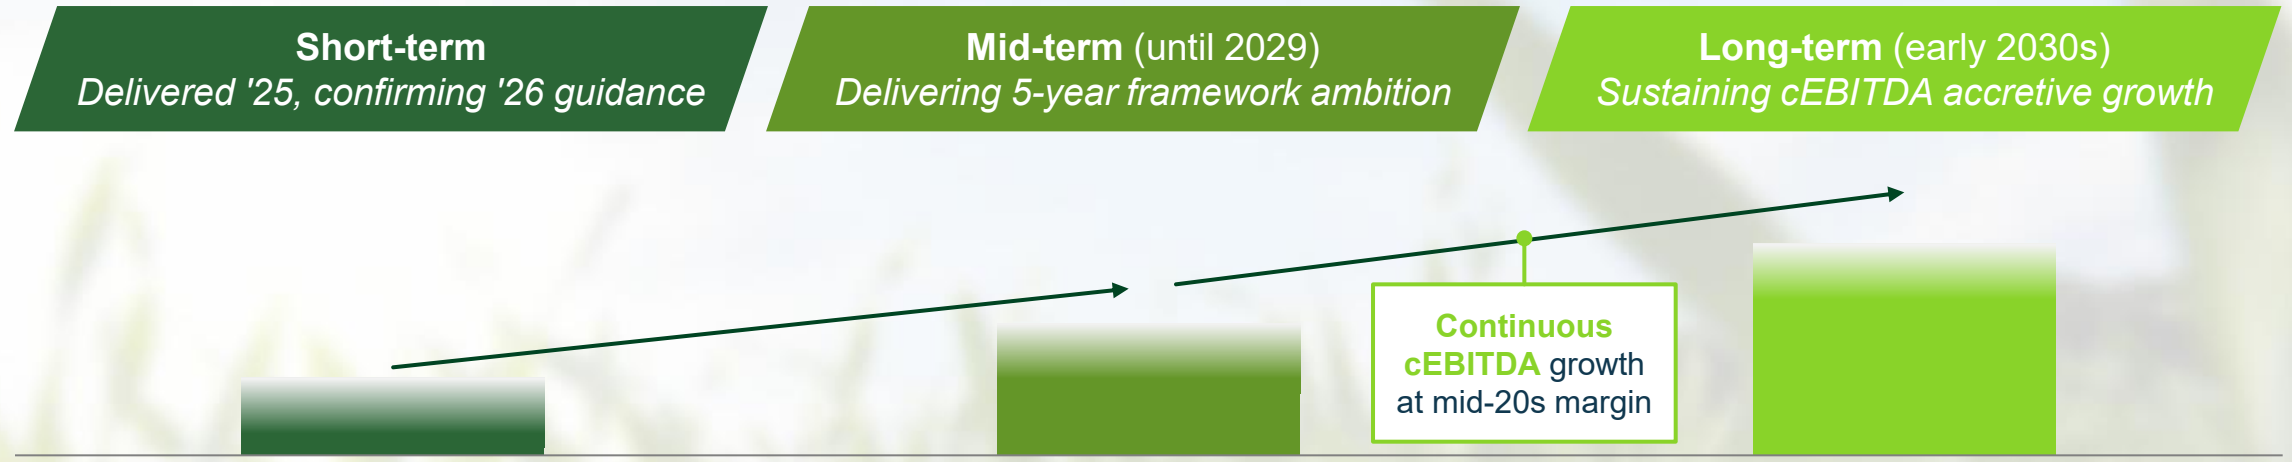 Short-term
Delivered '25, confirming '26 guidance
Mid-term (until 2029)
Delivering 5-year framework ambition
Long-term (early 2030s)
Sustaining cEBITDA accretive growth
Continuous
cEBITDA growth
at mid-20s margin